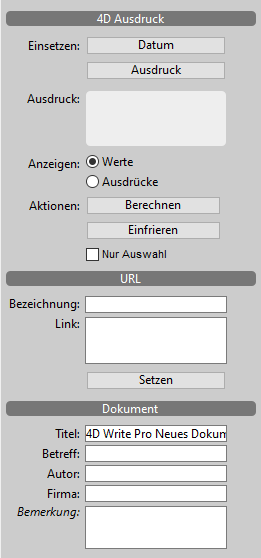 4D Ausdruck
Einsetzen: Datum
Ausdruck
Ausdruck:
Anzeigen: Werte
Ausdrücke
Aktionen: Berechnen
Einfrieren
Nur Auswahl
URL
Bezeichnung:
Link:
Setzen
Dokument
Titel: 4D Write Pro Neues Dokum
Betreff:
Autor:
Firma:
Bemerkung: